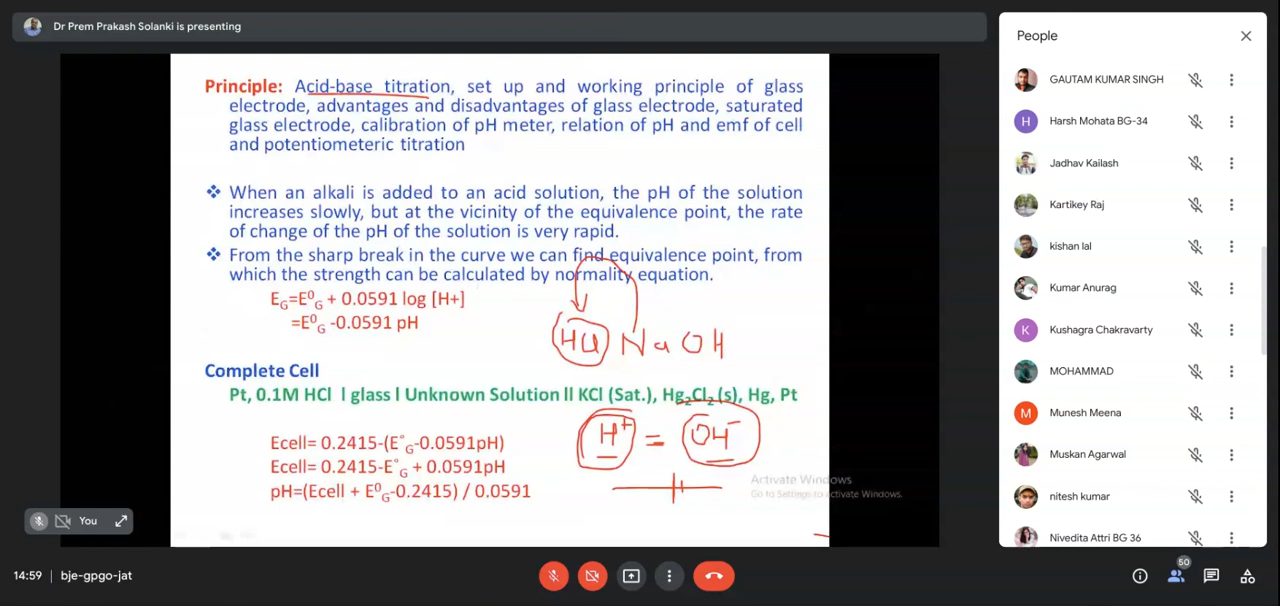 Dr Prem Prakash Solanki is presenting
Principle: Acid-base titration, set up and working principle of glass
electrode, advantages and disadvantages of glass electrode, saturated
glass electrode, calibration of pH meter, relation of pH and emf of cell
and potentiometeric titration
❖ When an alkali is added to an acid solution, the pH of the solution
increases slowly, but at the vicinity of the equivalence point, the rate
of change of the pH of the solution is very rapid.
❖ From the sharp break in the curve we can find equivalence point, from
which the strength can be calculated by normality equation.
E_G=E⁰_G + 0.0591 log [H+]
=E⁰_G -0.0591 pH
HCl NaOH
Complete Cell
Pt, 0.1M HCl l glass l Unknown Solution ll KCl (Sat.), Hg₂Cl₂(s), Hg, Pt
H⁺ = OH⁻
Ecell= 0.2415-(E°_G-0.0591pH)
Ecell= 0.2415-E°_G + 0.0591pH
pH=(Ecell + E⁰_G-0.2415) / 0.0591
Activate Windows
Go to Settings to activate Windows.
You
14:59 | bje-gpgo-jat
People
GAUTAM KUMAR SINGH
H Harsh Mohata BG-34
Jadhav Kailash
Kartikey Raj
kishan lal
Kumar Anurag
K Kushagra Chakravarty
MOHAMMAD
M Munesh Meena
Muskan Agarwal
nitesh kumar
Nivedita Attri BG 36
50